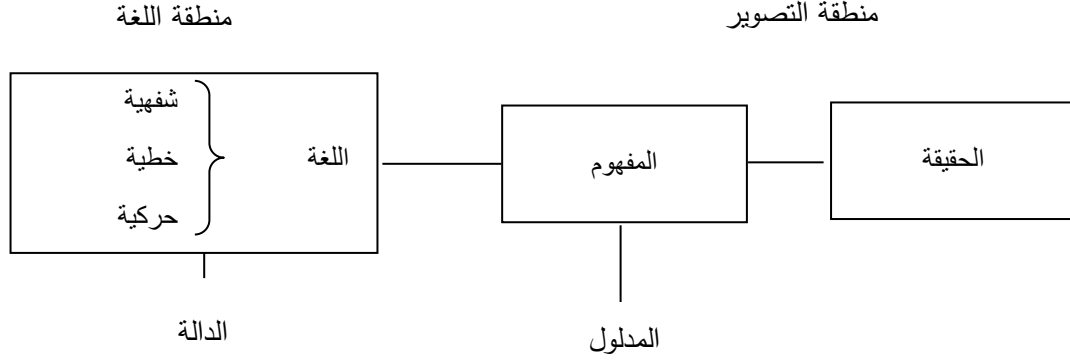 منطقة التصوير
منطقة اللغة
الحقيقة
المفهوم
اللغة
شفهية
خطية
حركية
المدلول
الدالة